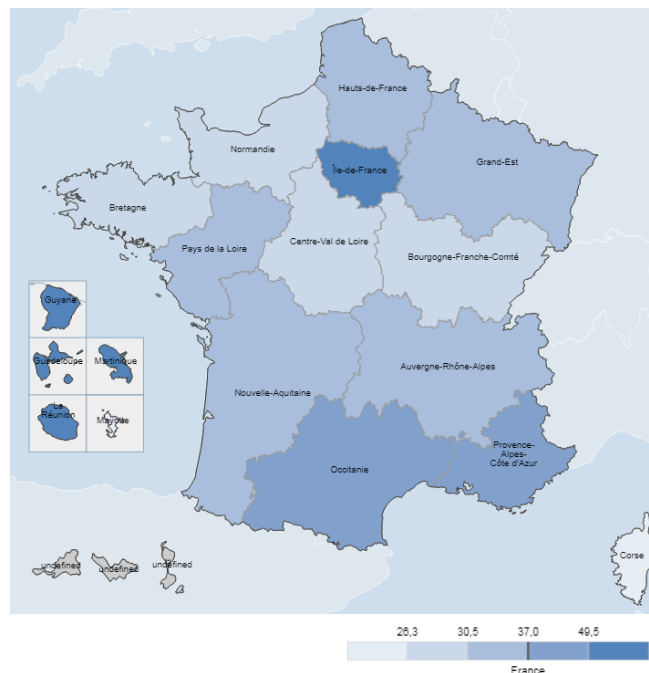 Hauts-de-France
Normandie
Île-de-France
Grand-Est
Bretagne
Pays de la Loire
Centre-Val de Loire
Bourgogne-Franche-Comté
Guyane
Guadeloupe
Martinique
La
Réunion
Mayotte
Auvergne-Rhône-Alpes
Nouvelle-Aquitaine
Occitanie
Provence-
Alpes-
Côte d'Azur
Corse
undefined
undefined
undefined
26,3 30,5 37,0 49,5
France